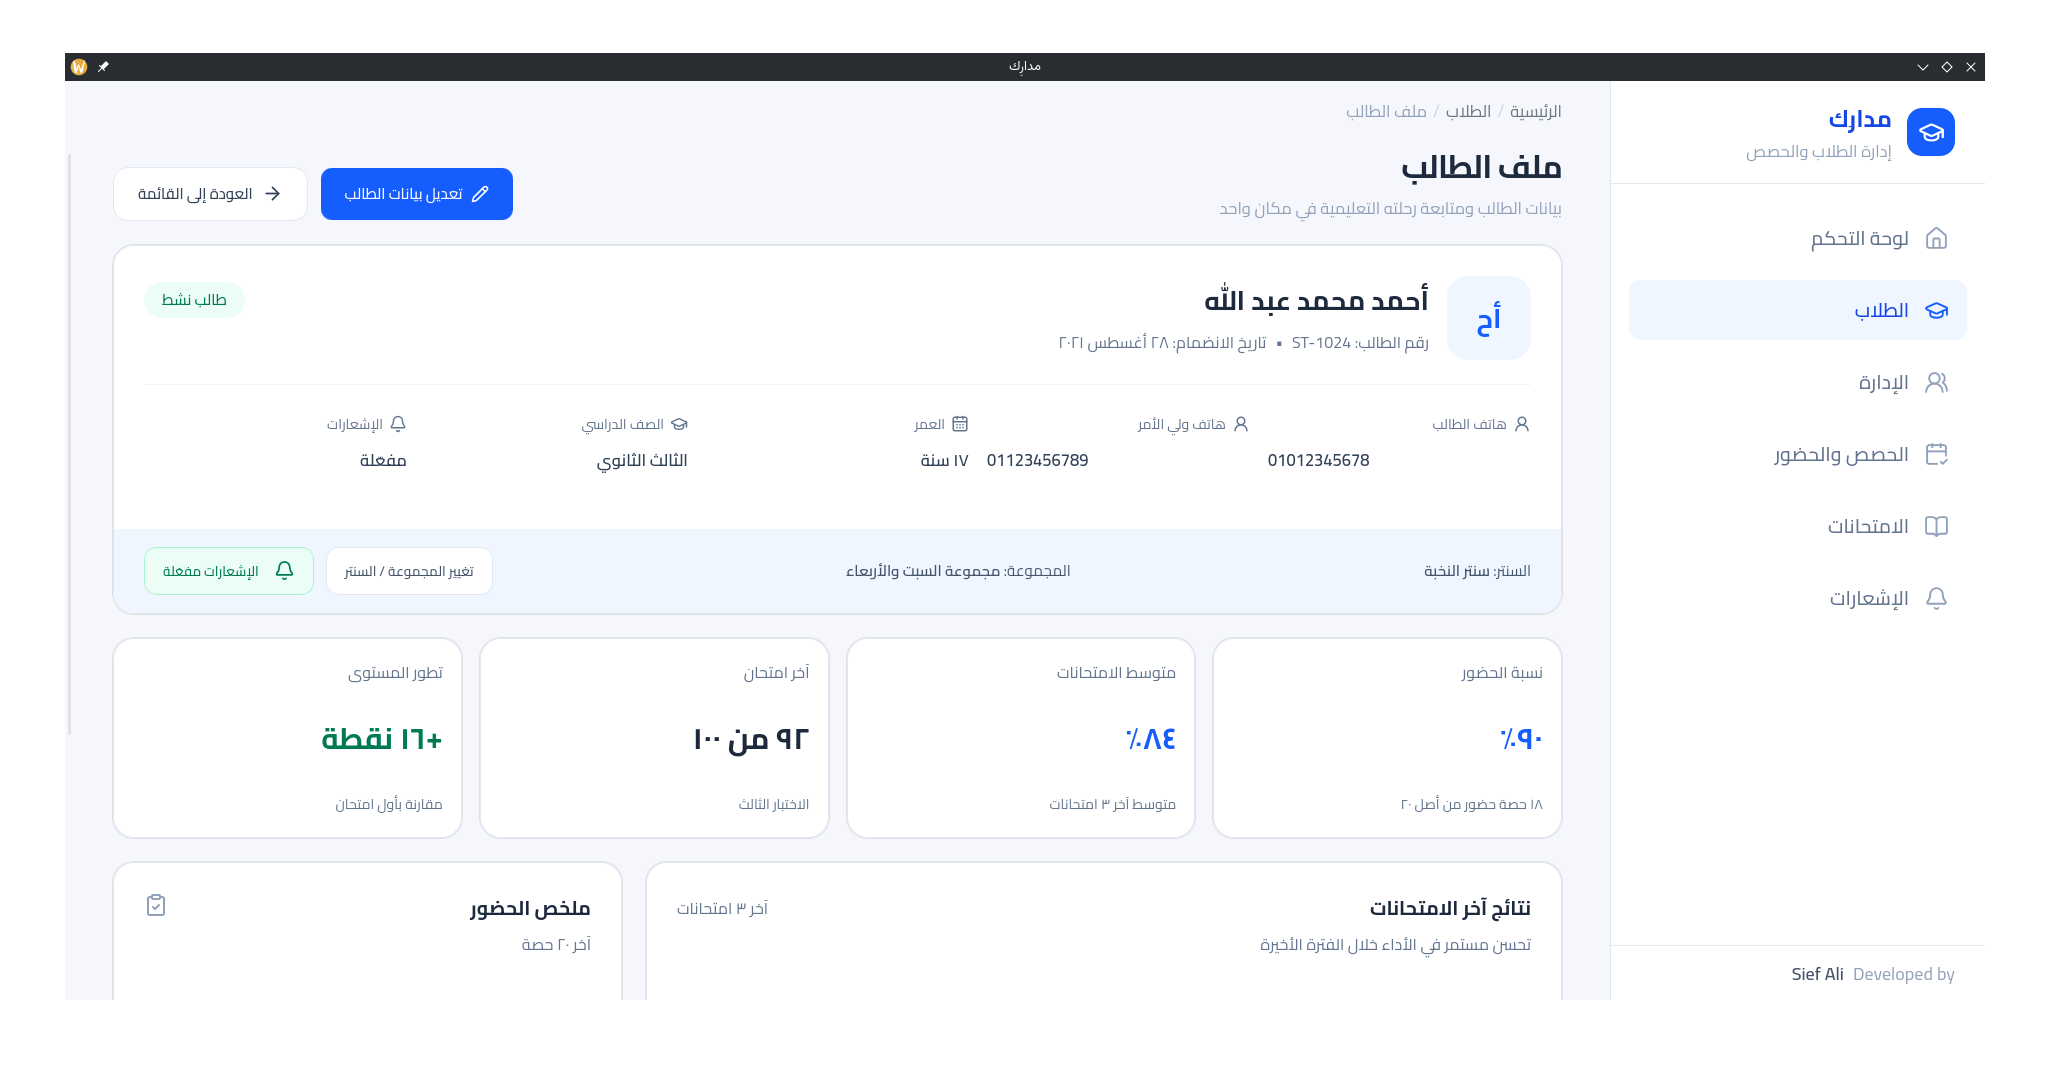 مدارك
مدارِك
إدارة الطلاب والحصص
لوحة التحكم
الطلاب
الإدارة
الحصص والحضور
الامتحانات
الإشعارات
Developed by Sief Ali
الرئيسية / الطلاب / ملف الطالب
ملف الطالب
بيانات الطالب ومتابعة رحلته التعليمية في مكان واحد
تعديل بيانات الطالب
العودة إلى القائمة
أح
أحمد محمد عبد الله
طالب نشط
رقم الطالب: ST-1024 • تاريخ الانضمام: ٢٨ أغسطس ٢٠٢١
هاتف الطالب
01012345678
هاتف ولي الأمر
01123456789
العمر
١٧ سنة
الصف الدراسي
الثالث الثانوي
الإشعارات
مفعّلة
السنتر: سنتر النخبة
المجموعة: مجموعة السبت والأربعاء
تغيير المجموعة / السنتر
الإشعارات مفعّلة
نسبة الحضور
٩٠٪
١٨ حصة حضور من أصل ٢٠
متوسط الامتحانات
٨٤٪
متوسط آخر ٣ امتحانات
آخر امتحان
٩٢ من ١٠٠
الاختبار الثالث
تطور المستوى
+١٦ نقطة
مقارنة بأول امتحان
نتائج آخر الامتحانات
آخر ٣ امتحانات
تحسن مستمر في الأداء خلال الفترة الأخيرة
ملخص الحضور
آخر ٢٠ حصة